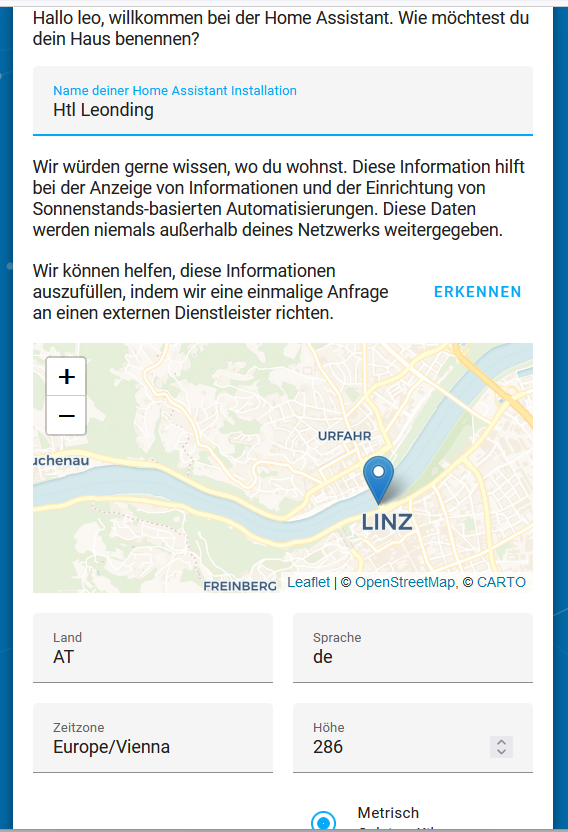 Hallo leo, willkommen bei der Home Assistant. Wie möchtest du
dein Haus benennen?
Name deiner Home Assistant Installation
Htl Leonding
Wir würden gerne wissen, wo du wohnst. Diese Information hilft
bei der Anzeige von Informationen und der Einrichtung von
Sonnenstands-basierten Automatisierungen. Diese Daten
werden niemals außerhalb deines Netzwerks weitergegeben.
Wir können helfen, diese Informationen
auszufüllen, indem wir eine einmalige Anfrage
an einen externen Dienstleister richten.
ERKENNEN
+
−
URFAHR
uchenau
LINZ
FREINBERG
Leaflet | © OpenStreetMap, © CARTO
Land
AT
Sprache
de
Zeitzone
Europe/Vienna
Höhe
286
Metrisch